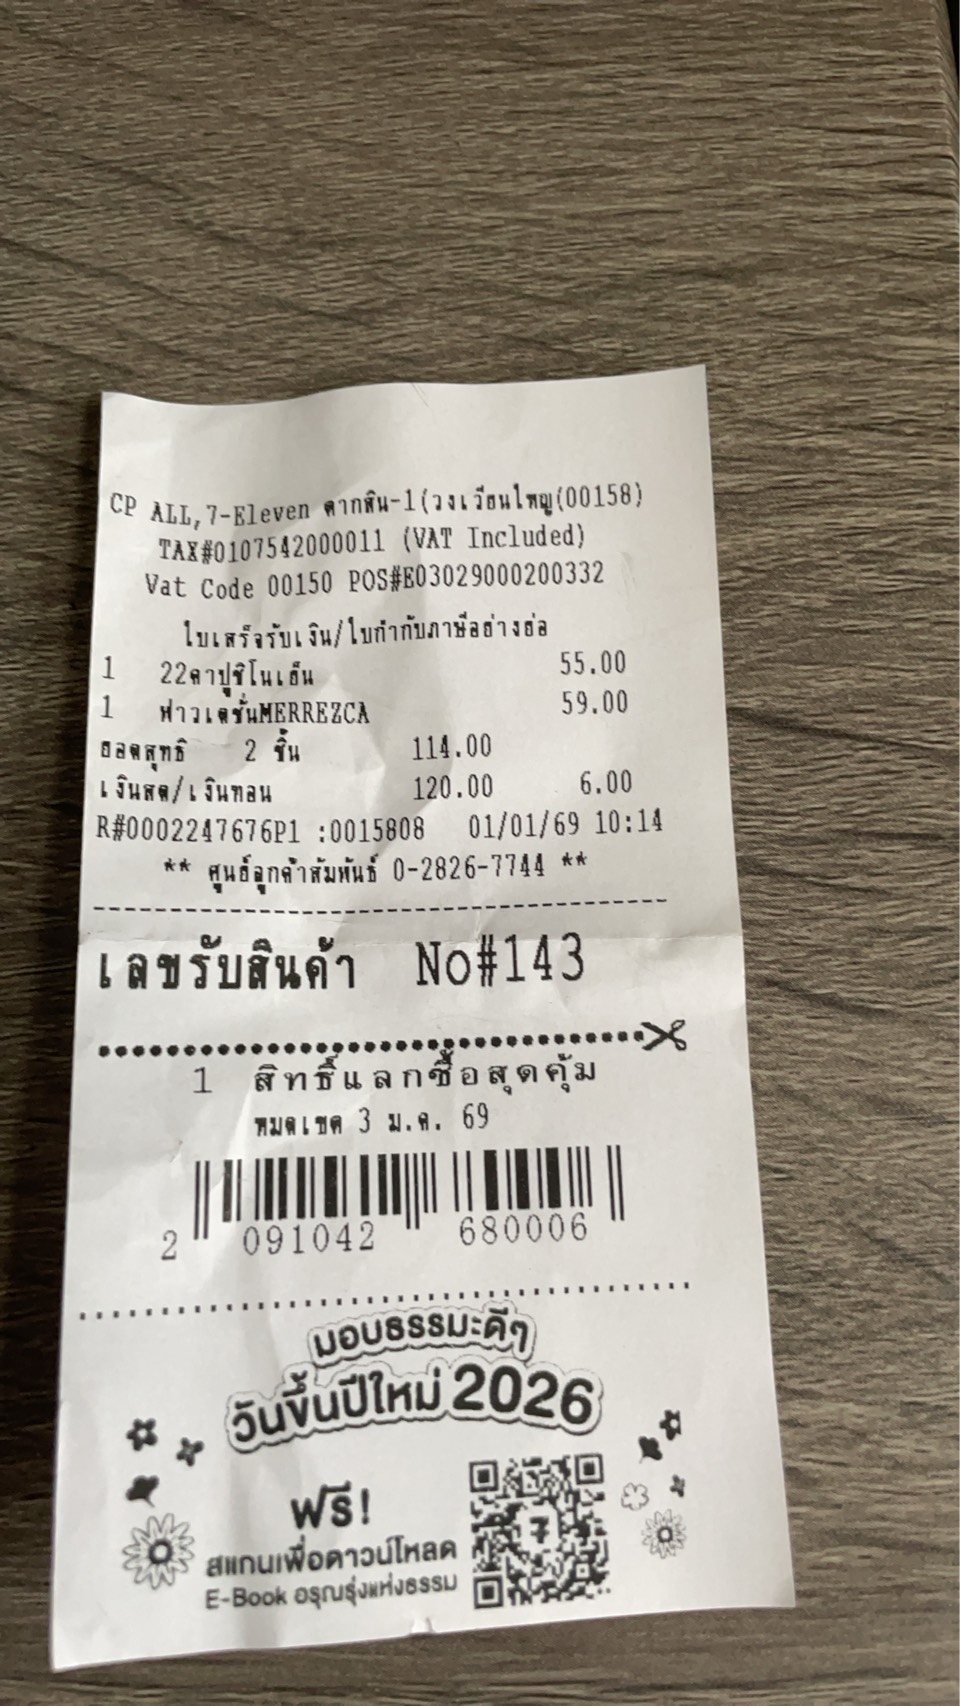 CP ALL,7-Eleven ตากสิน-1(วงเวียนใหญ่(00158)
TAX#0107542000011 (VAT Included)
Vat Code 00150 POS#E03029000200332
ใบเสร็จรับเงิน/ใบกำกับภาษีอย่างย่อ
1 22คาปูชิโนเย็น 55.00
1 ฟาวเดชั่นMERREZCA 59.00
ยอดสุทธิ 2 ชิ้น 114.00
เงินสด/เงินทอน 120.00 6.00
R#0002247676P1 :0015808 01/01/69 10:14
** ศูนย์ลูกค้าสัมพันธ์ 0-2826-7744 **
เลขรับสินค้า No#143
1 สิทธิ์แลกซื้อสุดคุ้ม
หมดเขต 3 ม.ค. 69
2 091042 680006
มอบธรรมะดีๆ
วันขึ้นปีใหม่ 2026
ฟรี!
สแกนเพื่อดาวน์โหลด
E-Book อรุณรุ่งแห่งธรรม